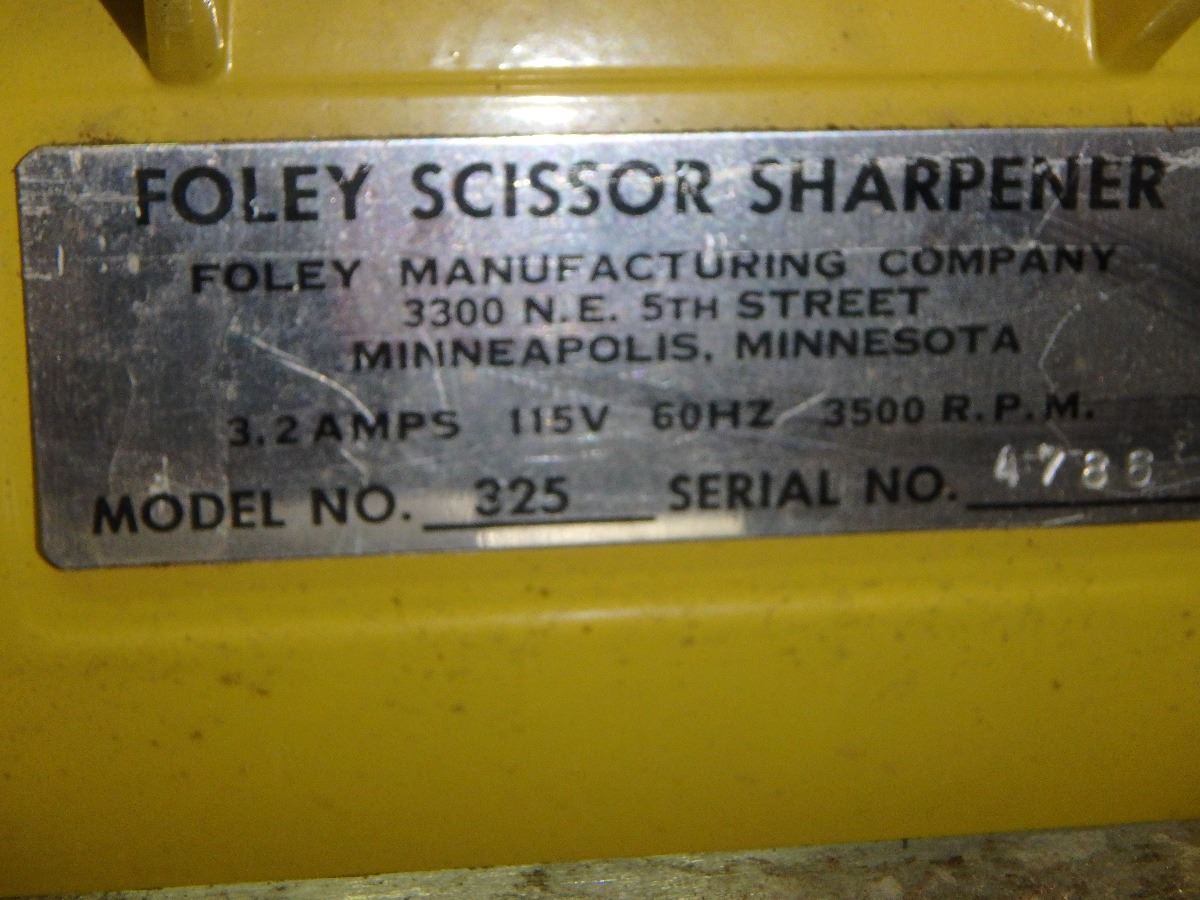 FOLEY SCISSOR SHARPENER
FOLEY MANUFACTURING COMPANY
3300 N.E. 5TH STREET
MINNEAPOLIS, MINNESOTA
3.2 AMPS 115V 60HZ 3500 R.P.M.
MODEL NO. 325 SERIAL NO.